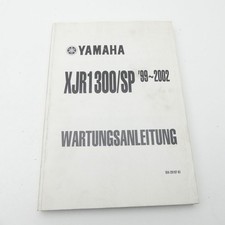 YAMAHA
XJR1300/SP '99~2002
WARTUNGSANLEITUNG